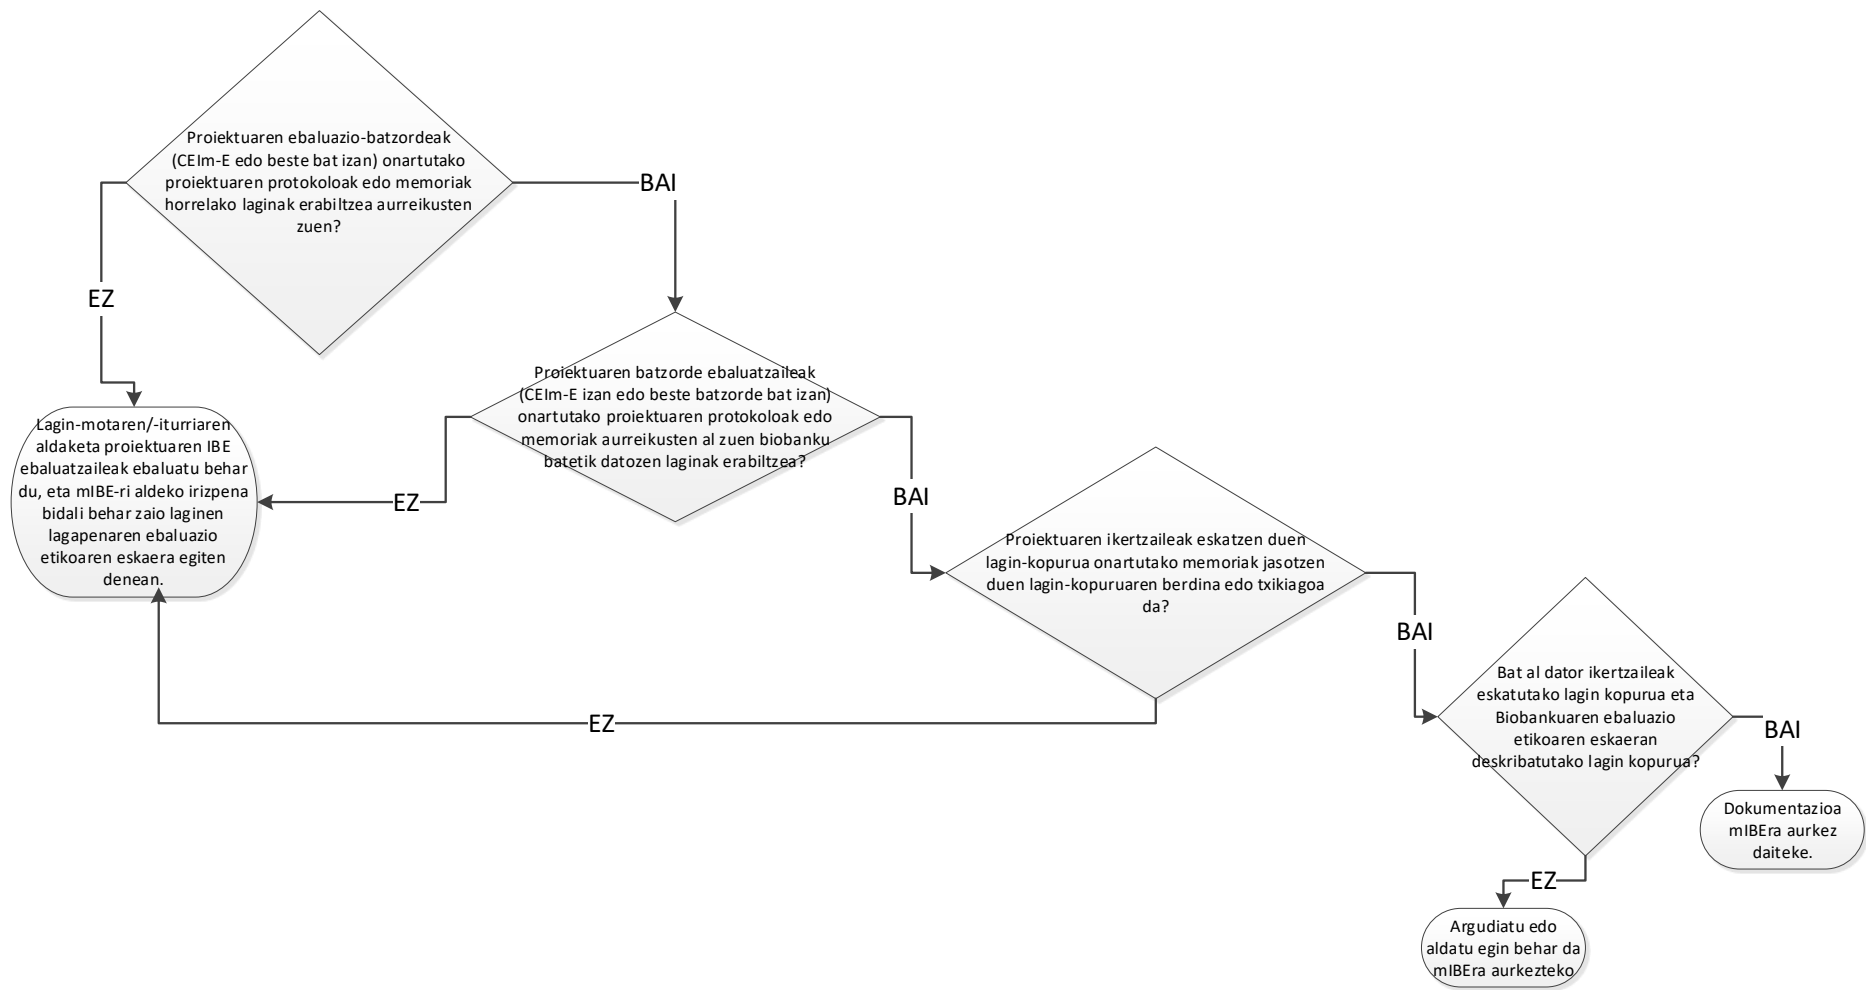 Proiektuaren ebaluazio-batzordeak
(CEIm-E edo beste bat izan) onartutako
proiektuaren protokoloak edo memoriak
horrelako laginak erabiltzea aurreikusten
zuen?
BAI
EZ
Proiektuaren batzorde ebaluatzaileak
(CEIm-E izan edo beste batzorde bat izan)
onartutako proiektuaren protokoloak edo
memoriak aurreikusten al zuen biobanku
batetik datozen laginak erabiltzea?
EZ
BAI
Lagin-motaren/-iturriaren
aldaketa proiektuaren IBE
ebaluatzaileak ebaluatu behar
du, eta mIBE-ri aldeko irizpena
bidali behar zaio laginen
lagapenaren ebaluazio
etikoaren eskaera egiten
denean.
Proiektuaren ikertzaileak eskatzen duen
lagin-kopurua onartutako memoriak jasotzen
duen lagin-kopuruaren berdina edo txikiagoa
da?
BAI
EZ
Bat al dator ikertzaileak
eskatutako lagin kopurua eta
Biobankuaren ebaluazio
etikoaren eskaeran
deskribatutako lagin kopurua?
BAI
Dokumentazioa
mIBEra aurkez
daiteke.
EZ
Argudiatu edo
aldatu egin behar da
mIBEra aurkezteko